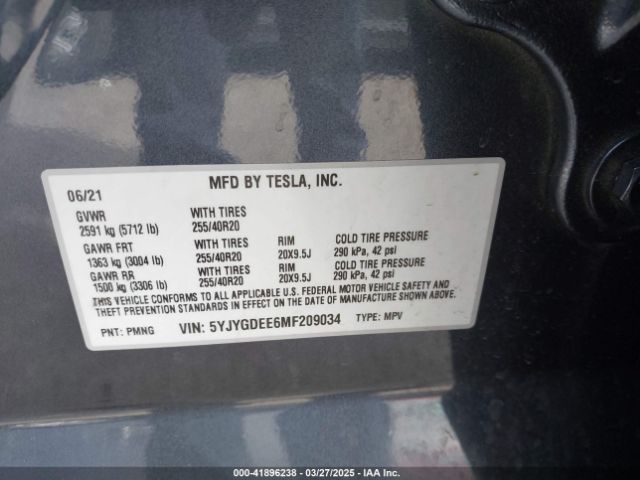 06/21 MFD BY TESLA, INC.
GVWR WITH TIRES
2591 kg (5712 lb) 255/40R20
GAWR FRT WITH TIRES RIM COLD TIRE PRESSURE
1363 kg (3004 lb) 255/40R20 20X9.5J 290 kPa, 42 psi
GAWR RR WITH TIRES RIM COLD TIRE PRESSURE
1500 kg (3306 lb) 255/40R20 20X9.5J 290 kPa, 42 psi
THIS VEHICLE CONFORMS TO ALL APPLICABLE U.S. FEDERAL MOTOR VEHICLE SAFETY AND
THEFT PREVENTION STANDARDS IN EFFECT ON THE DATE OF MANUFACTURE SHOWN ABOVE.
PNT: PMNG VIN: 5YJYGDEE6MF209034 TYPE: MPV
000-41896238 - 03/27/2025 - IAA Inc.